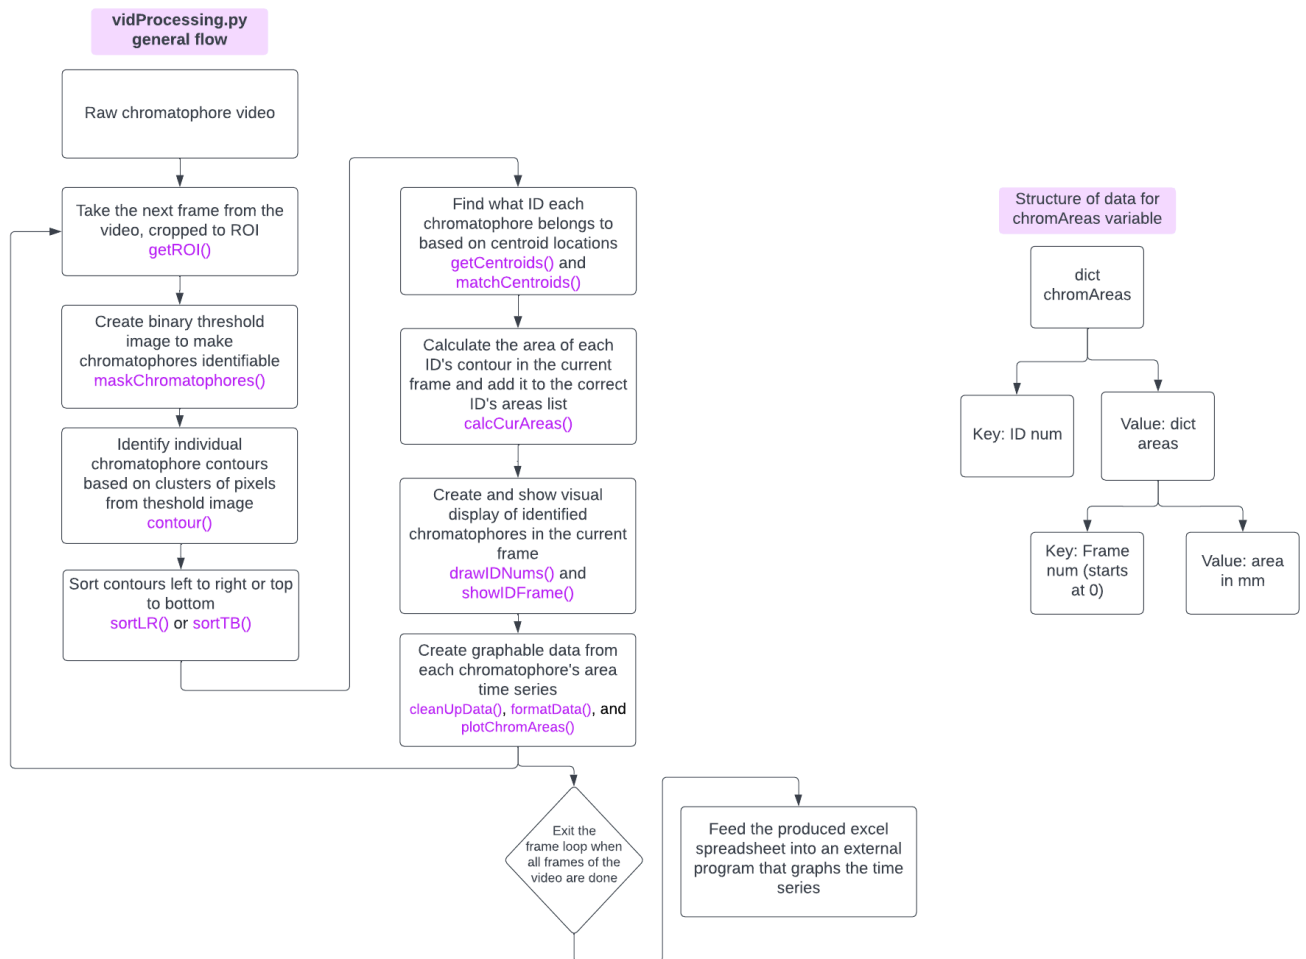 vidProcessing.py
general flow
Raw chromatophore video
Take the next frame from the
video, cropped to ROI
getROI()
Create binary threshold
image to make
chromatophores identifiable
maskChromatophores()
Identify individual
chromatophore contours
based on clusters of pixels
from theshold image
contour()
Sort contours left to right or top
to bottom
sortLR() or sortTB()
Find what ID each
chromatophore belongs to
based on centroid locations
getCentroids() and
matchCentroids()
Calculate the area of each
ID's contour in the current
frame and add it to the correct
ID's areas list
calcCurAreas()
Create and show visual
display of identified
chromatophores in the current
frame
drawIDNums() and
showIDFrame()
Create graphable data from
each chromatophore's area
time series
cleanUpData(), formatData(), and
plotChromAreas()
Exit the
frame loop when
all frames of the
video are done
Feed the produced excel
spreadsheet into an external
program that graphs the time
series
Structure of data for
chromAreas variable
dict
chromAreas
Key: ID num
Value: dict
areas
Key: Frame
num (starts
at 0)
Value: area
in mm